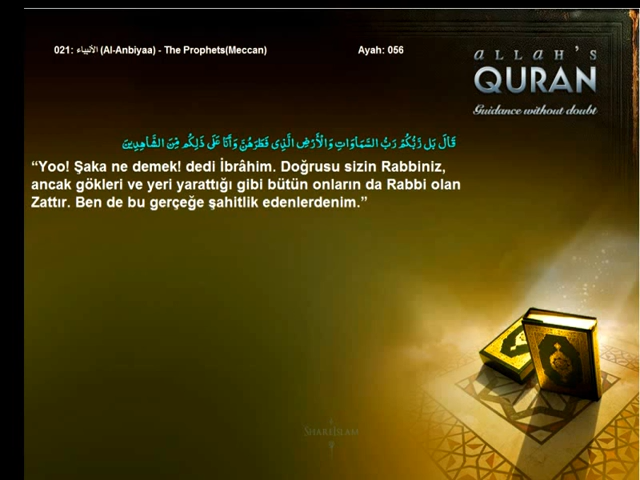 021: الأنبياء (Al-Anbiyaa) - The Prophets(Meccan) Ayah: 056
ALLAH'S
QURAN
Guidance without doubt
قَالَ بَل رَّبُّكُمْ رَبُّ السَّمَاوَاتِ وَالْأَرْضِ الَّذِي فَطَرَهُنَّ وَأَنَا عَلَىٰ ذَٰلِكُم مِّنَ الشَّاهِدِينَ
“Yoo! Şaka ne demek! dedi İbrâhim. Doğrusu sizin Rabbiniz,
ancak gökleri ve yeri yarattığı gibi bütün onların da Rabbi olan
Zattır. Ben de bu gerçeğe şahitlik edenlerdenim.”
SHAREISLAM